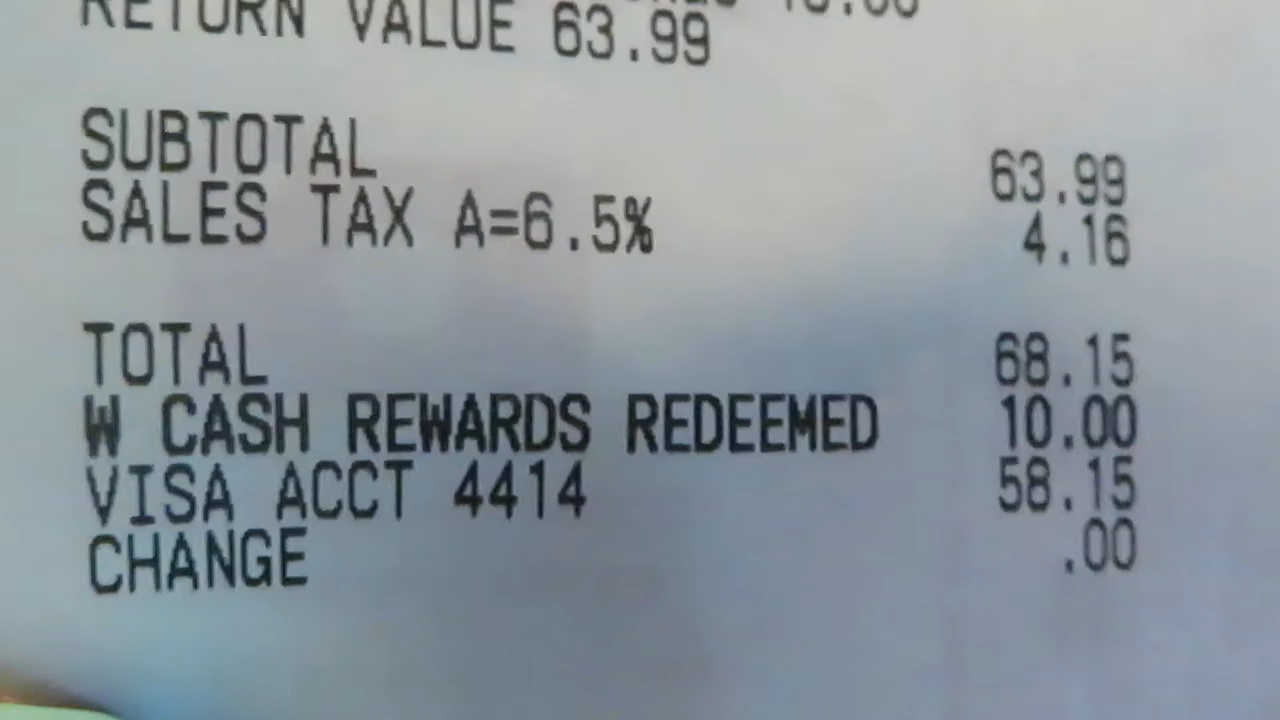 RETURN VALUE 63.99
SUBTOTAL 63.99
SALES TAX A=6.5% 4.16
TOTAL 68.15
W CASH REWARDS REDEEMED 10.00
VISA ACCT 4414 58.15
CHANGE .00